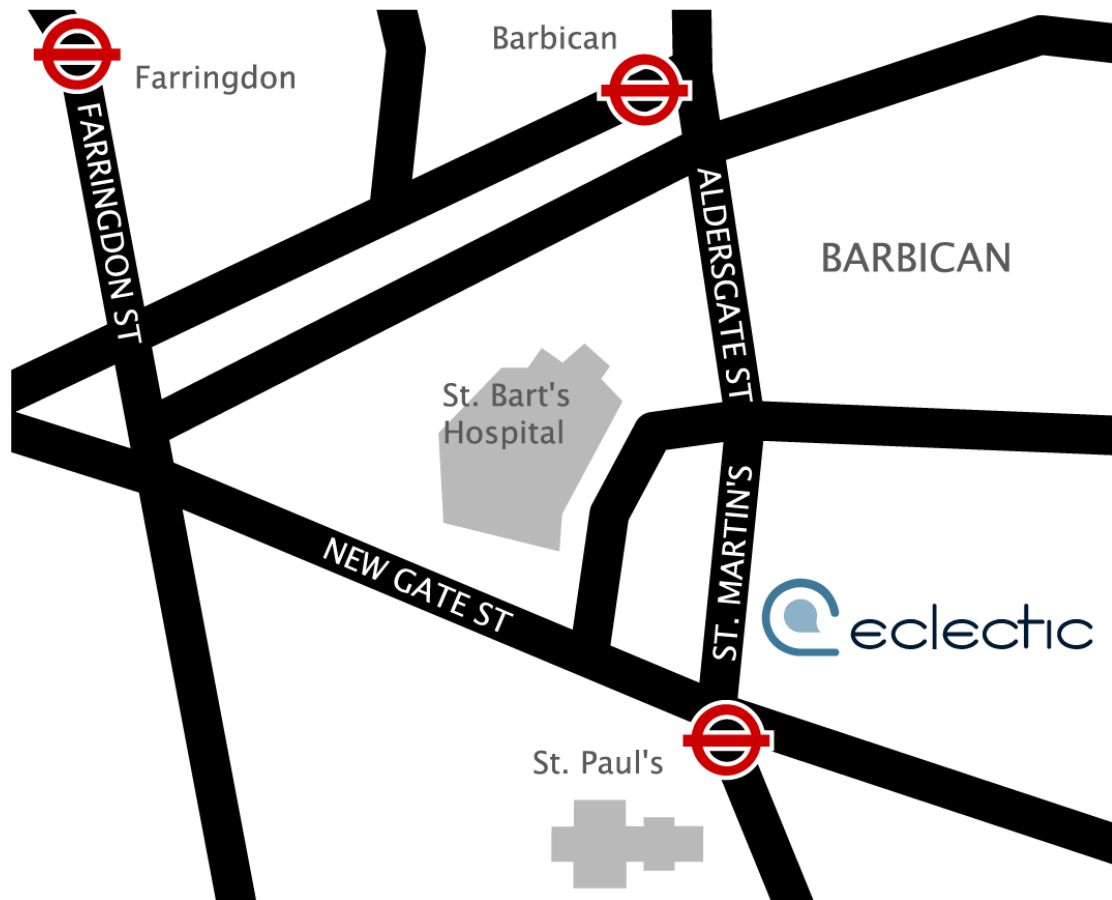 Barbican
Farringdon
FARRINGDON ST
ALDERSGATE ST
BARBICAN
St. Bart's
Hospital
NEW GATE ST
ST. MARTIN'S
eclectic
St. Paul's